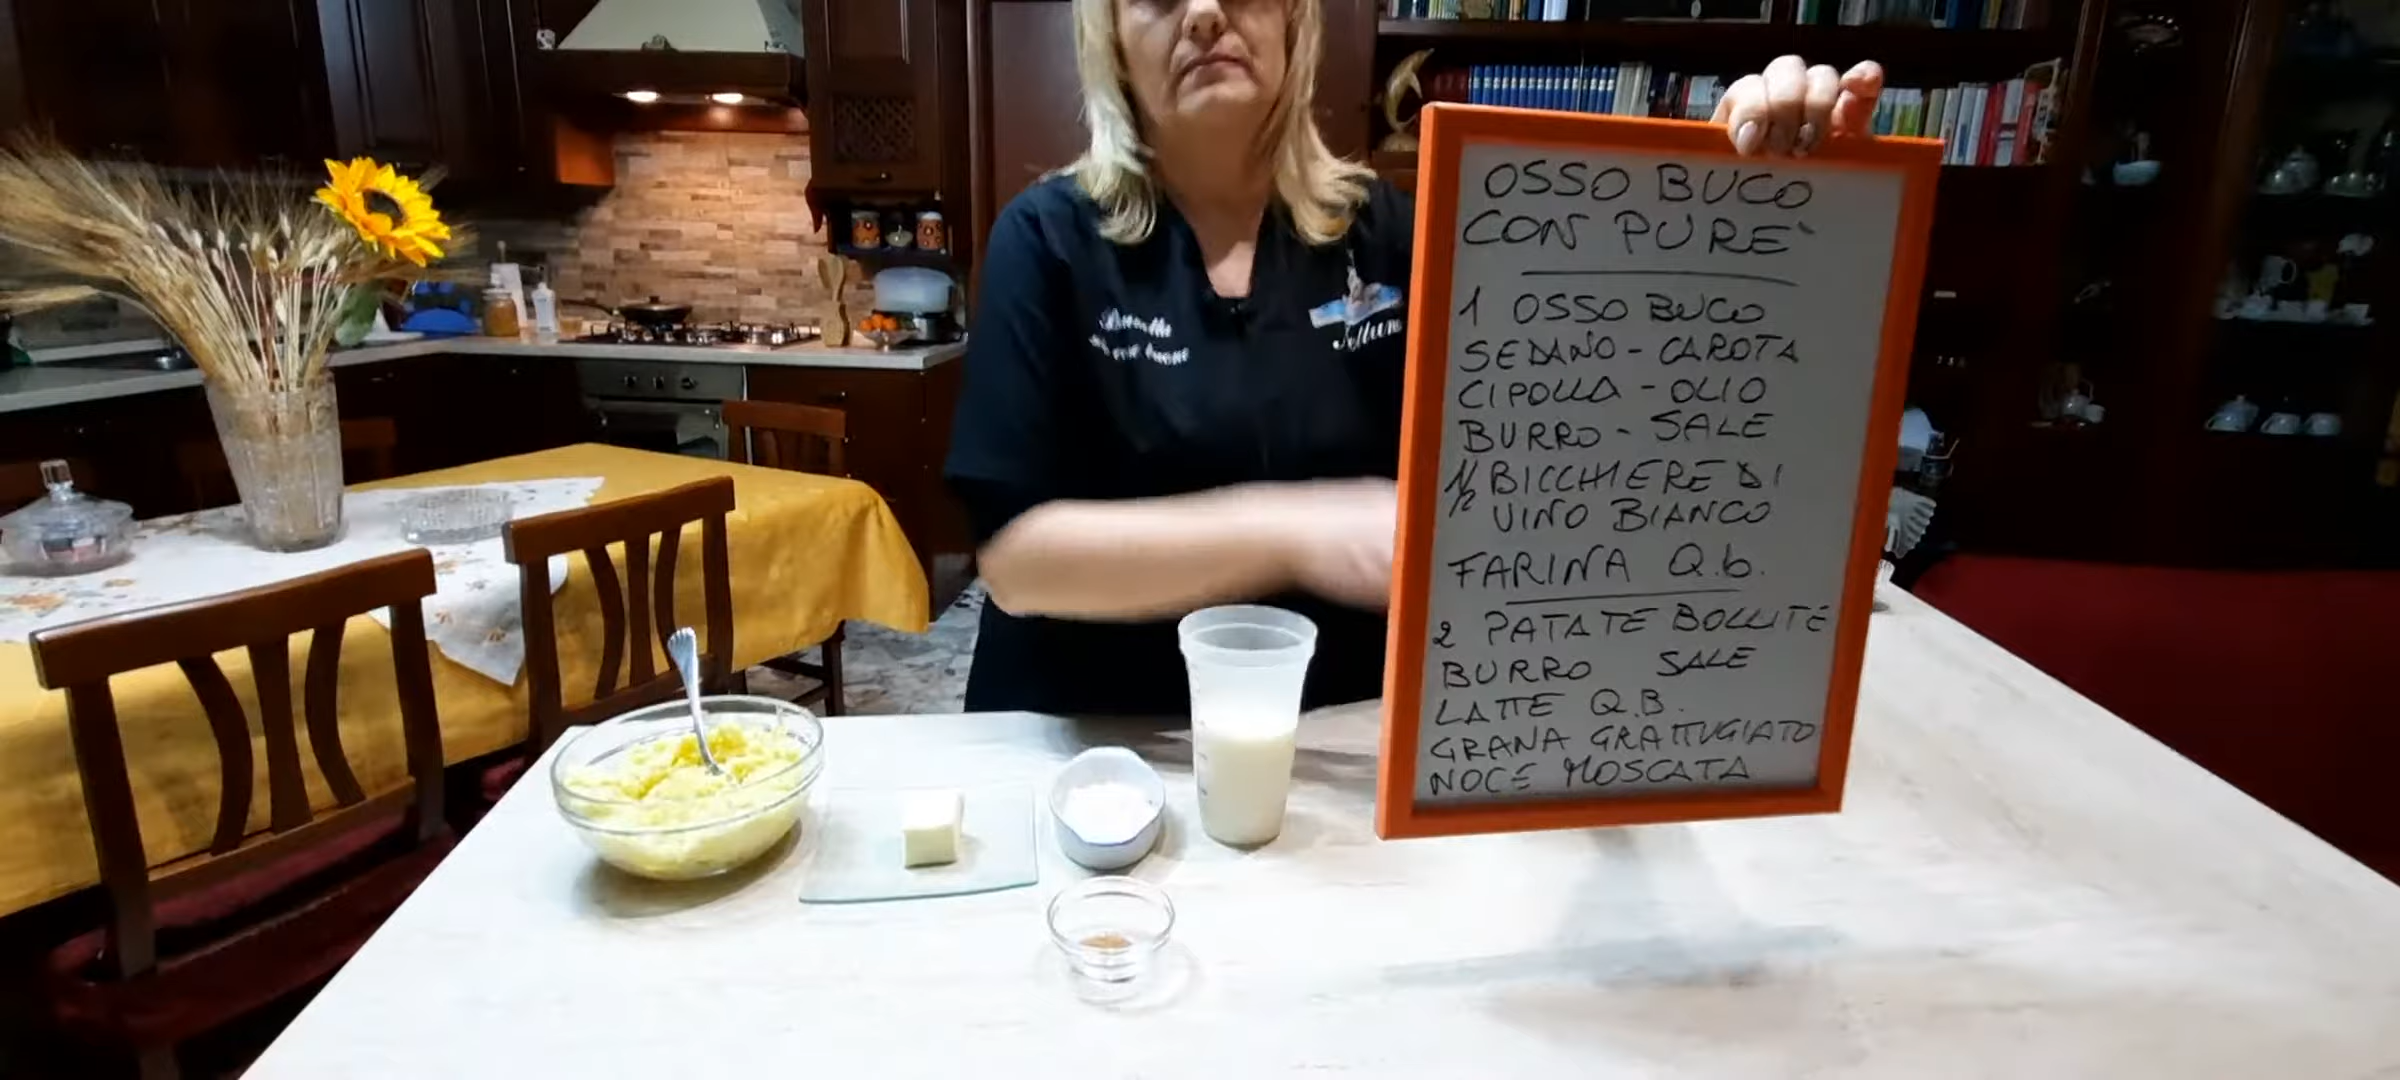 OSSO BUCO
CON PURE`
1 OSSO BUCO
SEDANO - CAROTA
CIPOLLA - OLIO
BURRO - SALE
1/2 BICCHIERE DI
VINO BIANCO
FARINA Q.b.
2 PATATE BOLLITE
BURRO SALE
LATTE Q.B.
GRANA GRATTUGIATO
NOCE MOSCATA